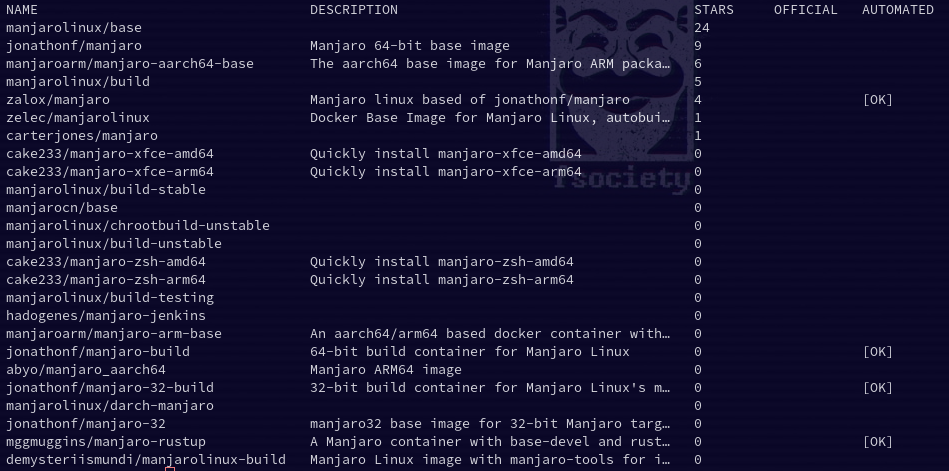 NAME DESCRIPTION STARS OFFICIAL AUTOMATED
manjarolinux/base 24
jonathonf/manjaro Manjaro 64-bit base image 9
manjaroarm/manjaro-aarch64-base The aarch64 base image for Manjaro ARM packa… 6
manjarolinux/build 5
zalox/manjaro Manjaro linux based of jonathonf/manjaro 4 [OK]
zelec/manjarolinux Docker Base Image for Manjaro Linux, autobui… 1
carterjones/manjaro 1
cake233/manjaro-xfce-amd64 Quickly install manjaro-xfce-amd64 0
cake233/manjaro-xfce-arm64 Quickly install manjaro-xfce-arm64 0
fsociety
manjarolinux/build-stable 0
manjarocn/base 0
manjarolinux/chrootbuild-unstable 0
manjarolinux/build-unstable 0
cake233/manjaro-zsh-amd64 Quickly install manjaro-zsh-amd64 0
cake233/manjaro-zsh-arm64 Quickly install manjaro-zsh-arm64 0
manjarolinux/build-testing 0
hadogenes/manjaro-jenkins 0
manjaroarm/manjaro-arm-base An aarch64/arm64 based docker container with… 0
jonathonf/manjaro-build 64-bit build container for Manjaro Linux 0 [OK]
abyo/manjaro_aarch64 Manjaro ARM64 image 0
jonathonf/manjaro-32-build 32-bit build container for Manjaro Linux's m… 0 [OK]
manjarolinux/darch-manjaro 0
jonathonf/manjaro-32 manjaro32 base image for 32-bit Manjaro targ… 0
mggmuggins/manjaro-rustup A Manjaro container with base-devel and rust… 0 [OK]
demysteriismundi/manjarolinux-build Manjaro Linux image with manjaro-tools for i… 0